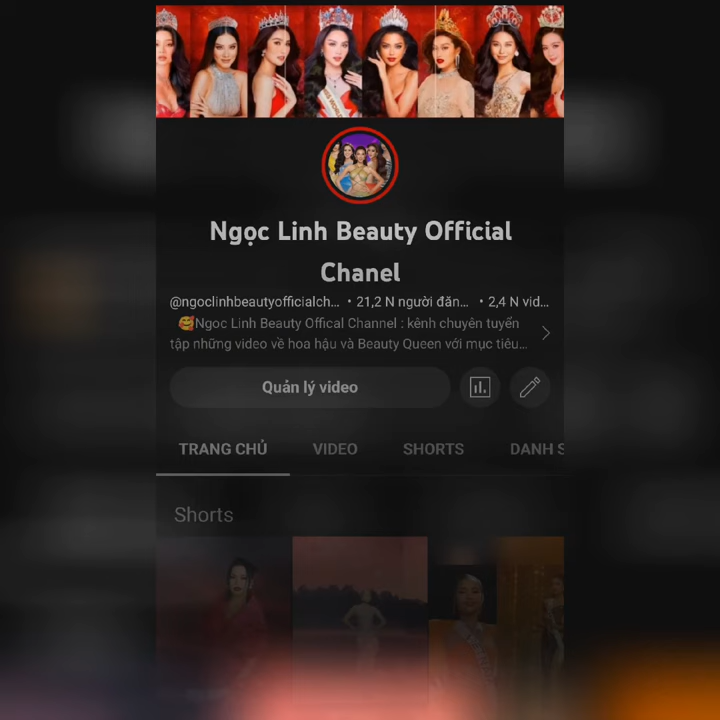 Ngọc Linh Beauty Official
Chanel
@ngoclinhbeautyofficialch... • 21,2 N người đăn... • 2,4 N vid...
🥰Ngoc Linh Beauty Offical Channel : kênh chuyên tuyển
tập những video về hoa hậu và Beauty Queen với mục tiêu...
Quản lý video
TRANG CHỦ VIDEO SHORTS DANH S
Shorts